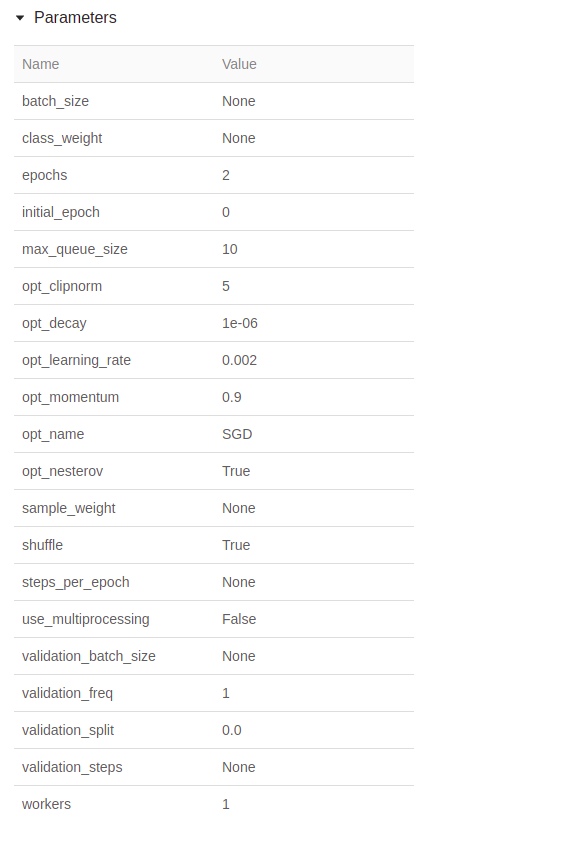 Parameters
Name Value
batch_size None
class_weight None
epochs 2
initial_epoch 0
max_queue_size 10
opt_clipnorm 5
opt_decay 1e-06
opt_learning_rate 0.002
opt_momentum 0.9
opt_name SGD
opt_nesterov True
sample_weight None
shuffle True
steps_per_epoch None
use_multiprocessing False
validation_batch_size None
validation_freq 1
validation_split 0.0
validation_steps None
workers 1